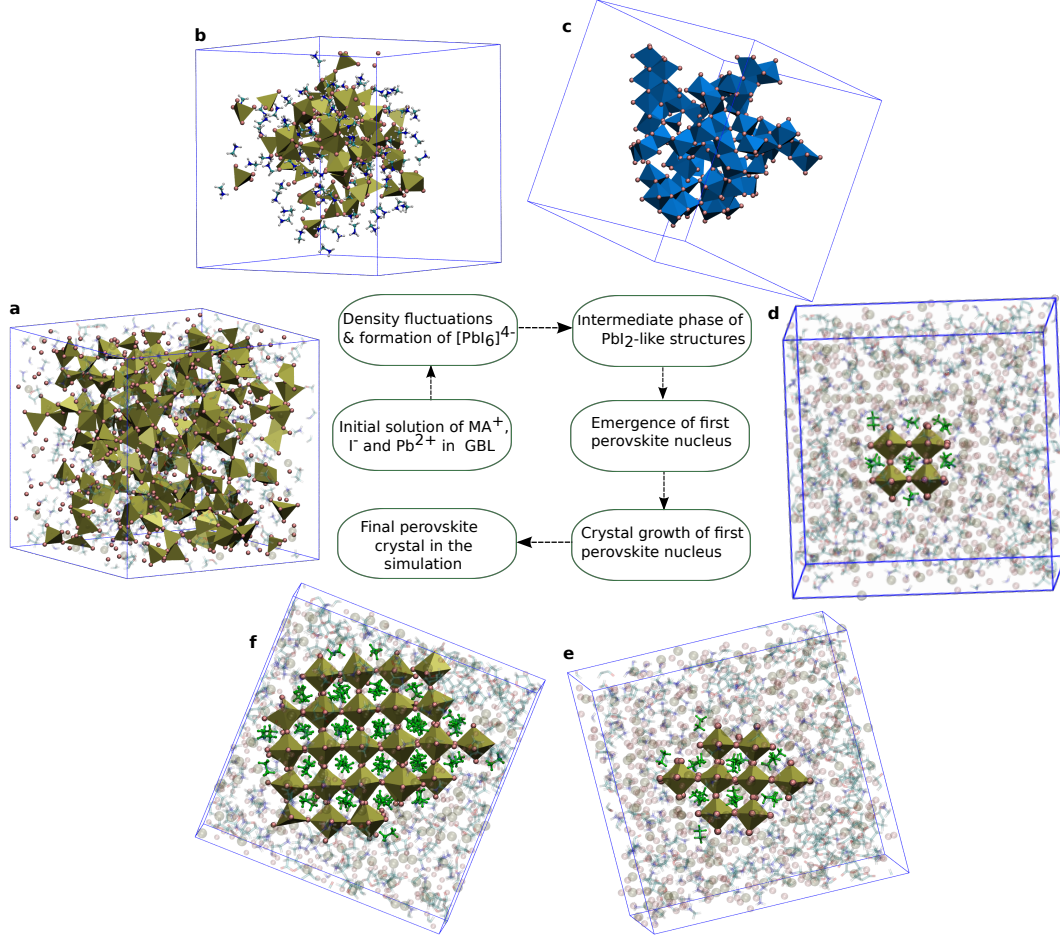 b
c
a
d
Density fluctuations
& formation of [PbI6]4-
Intermediate phase of
PbI2-like structures
Initial solution of MA+,
I- and Pb2+ in GBL
Emergence of first
perovskite nucleus
Final perovskite
crystal in the
simulation
Crystal growth of first
perovskite nucleus
f
e